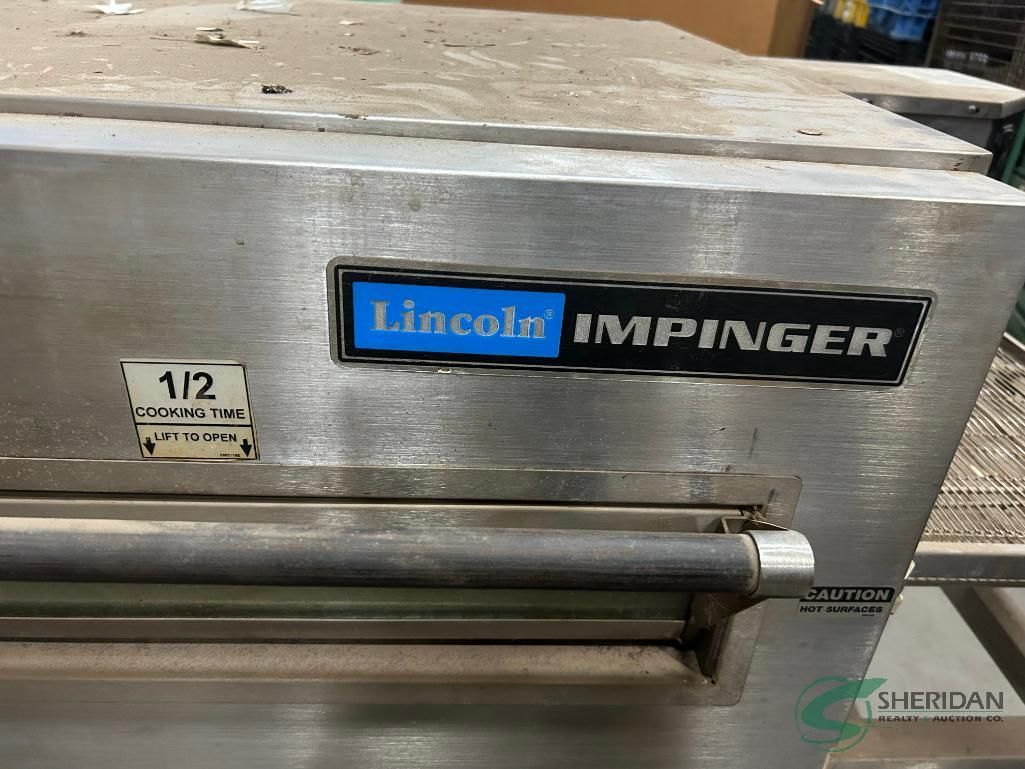 Lincoln® IMPINGER®
1/2
COOKING TIME
LIFT TO OPEN
CAUTION
HOT SURFACES
SHERIDAN
REALTY & AUCTION CO.